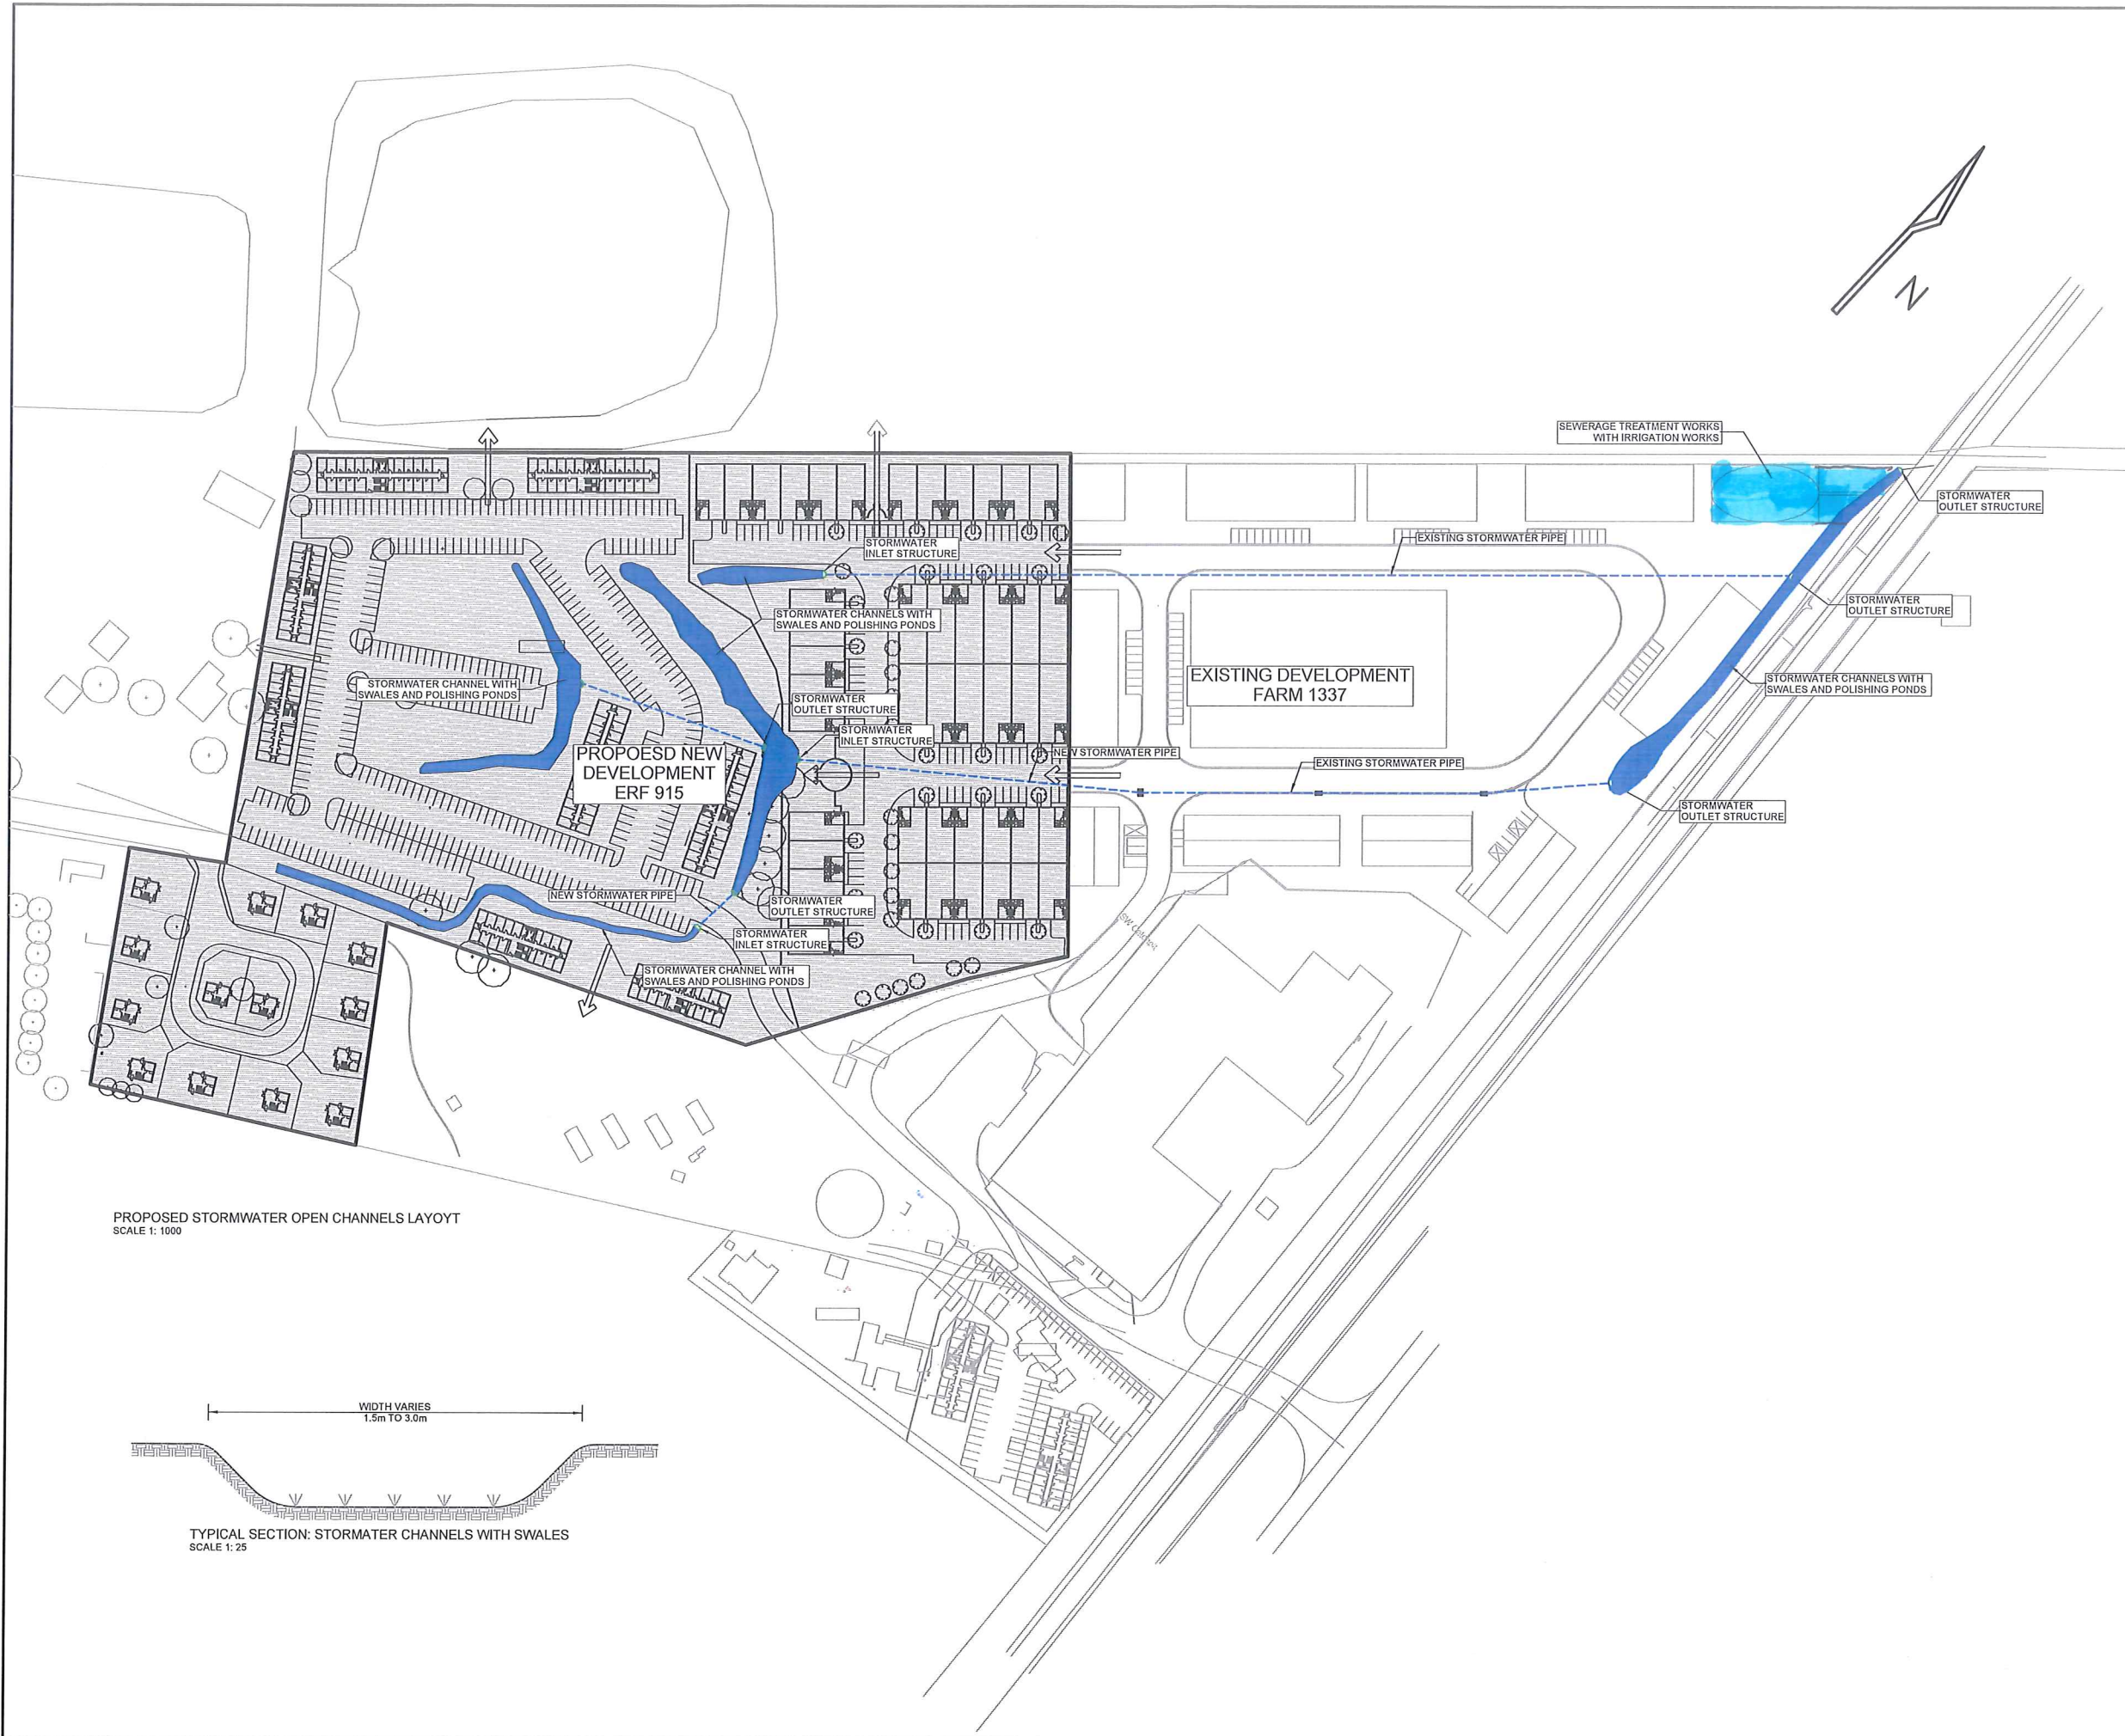 N
SEWERAGE TREATMENT WORKS
WITH IRRIGATION WORKS
STORMWATER
OUTLET STRUCTURE
STORMWATER
INLET STRUCTURE
EXISTING STORMWATER PIPE
STORMWATER
OUTLET STRUCTURE
STORMWATER CHANNELS WITH
SWALES AND POLISHING PONDS
EXISTING DEVELOPMENT
FARM 1337
STORMWATER CHANNEL WITH
SWALES AND POLISHING PONDS
STORMWATER CHANNELS WITH
SWALES AND POLISHING PONDS
STORMWATER
OUTLET STRUCTURE
STORMWATER
INLET STRUCTURE
NEW STORMWATER PIPE
EXISTING STORMWATER PIPE
PROPOESD NEW
DEVELOPMENT
ERF 915
STORMWATER
OUTLET STRUCTURE
NEW STORMWATER PIPE
STORMWATER
OUTLET STRUCTURE
STORMWATER
INLET STRUCTURE
STORMWATER CHANNEL WITH
SWALES AND POLISHING PONDS
PROPOSED STORMWATER OPEN CHANNELS LAYOYT
SCALE 1: 1000
WIDTH VARIES
1.5m TO 3.0m
TYPICAL SECTION: STORMATER CHANNELS WITH SWALES
SCALE 1: 25